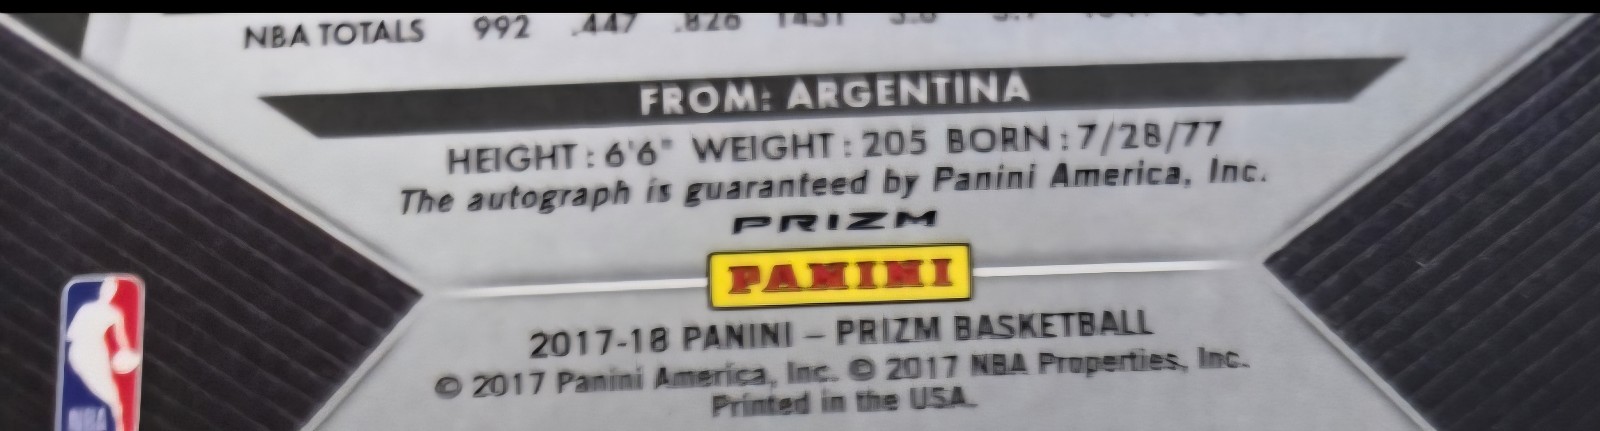 NBA TOTALS 992 .447 .826 1431
FROM: ARGENTINA
HEIGHT: 6'6" WEIGHT: 205 BORN: 7/28/77
The autograph is guaranteed by Panini America, Inc.
PRIZM
PANINI
NBA
2017-18 PANINI – PRIZM BASKETBALL
© 2017 Panini America, Inc. © 2017 NBA Properties, Inc.
Printed in the USA.